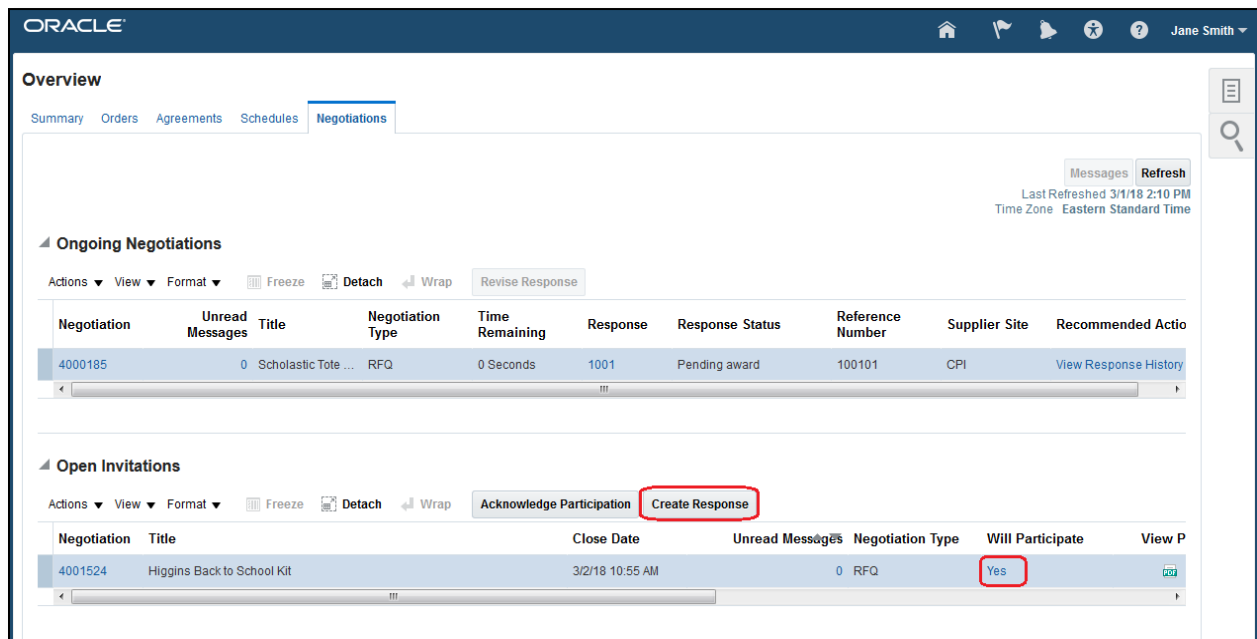 ORACLE
Jane Smith
Overview
Summary Orders Agreements Schedules Negotiations
Messages Refresh
Last Refreshed 3/1/18 2:10 PM
Time Zone Eastern Standard Time
Ongoing Negotiations
Actions View Format Freeze Detach Wrap Revise Response
Negotiation Unread Messages Title Negotiation Type Time Remaining Response Response Status Reference Number Supplier Site Recommended Actio
4000185 0 Scholastic Tote ... RFQ 0 Seconds 1001 Pending award 100101 CPI View Response History
Open Invitations
Actions View Format Freeze Detach Wrap Acknowledge Participation Create Response
Negotiation Title Close Date Unread Messages Negotiation Type Will Participate View P
4001524 Higgins Back to School Kit 3/2/18 10:55 AM 0 RFQ Yes PDF